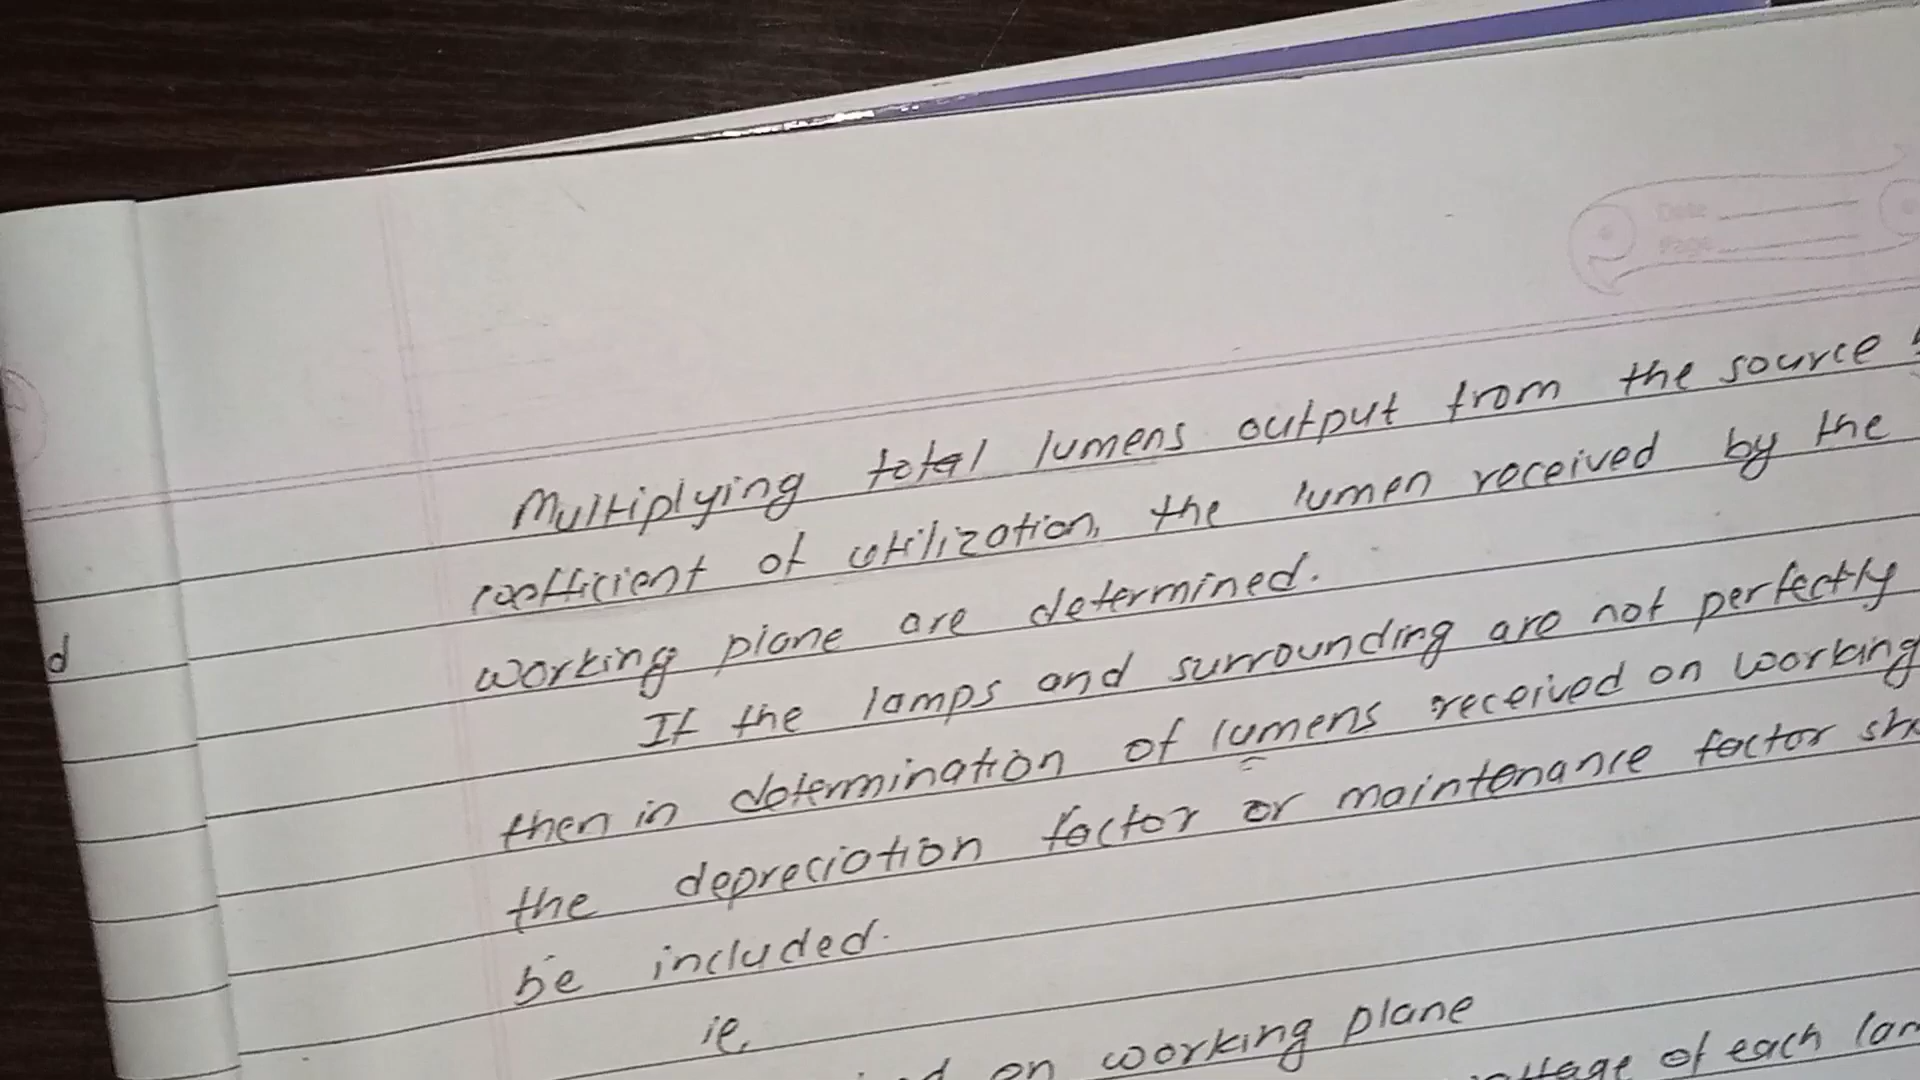 Date
Page
Multiplying total lumens output from the source
coefficient of utilization, the lumen received by the
working plane are determined.
d
If the lamps and surrounding are not perfectly
then in determination of lumens received on working
the depreciation factor or maintenance factor
be included.
ie,
on working plane
of each